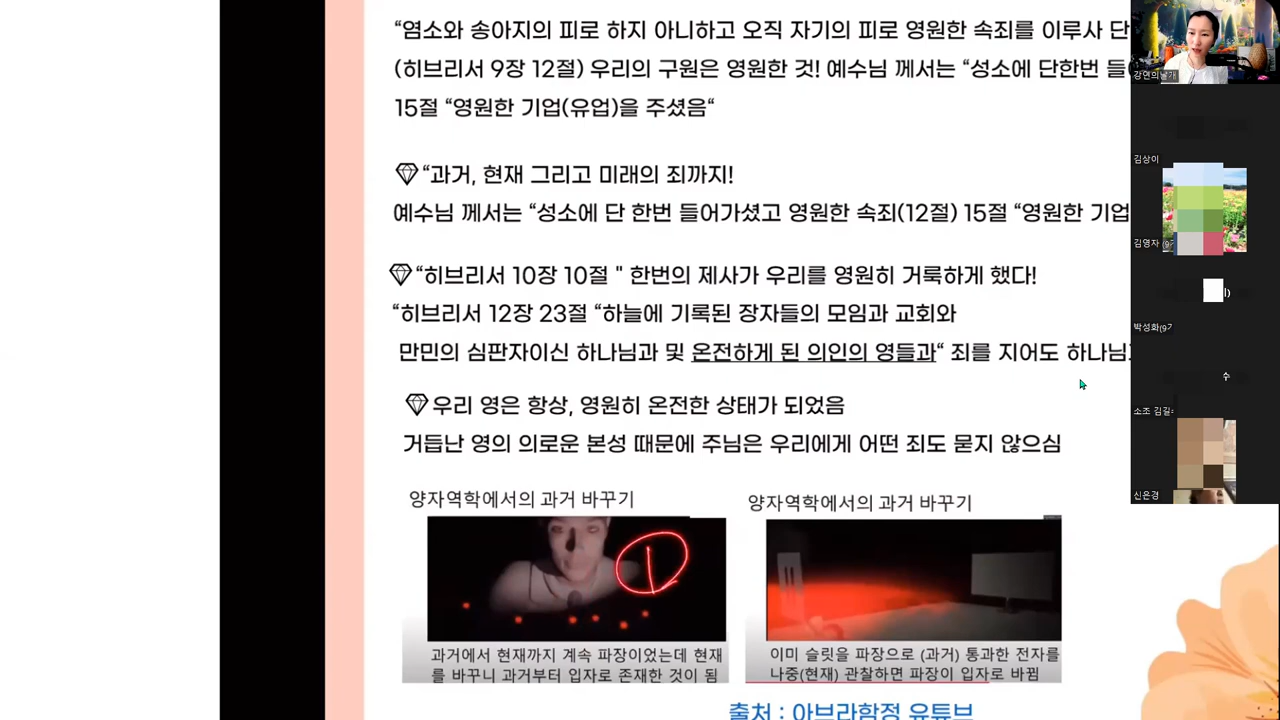 “염소와 송아지의 피로 하지 아니하고 오직 자기의 피로 영원한 속죄를 이루사 단
(히브리서 9장 12절) 우리의 구원은 영원한 것! 예수님 께서는 “성소에 단한번 들
15절 “영원한 기업(유업)을 주셨음“
“과거, 현재 그리고 미래의 죄까지!
예수님 께서는 “성소에 단 한번 들어가셨고 영원한 속죄(12절) 15절 “영원한 기업
“히브리서 10장 10절 " 한번의 제사가 우리를 영원히 거룩하게 했다!
“히브리서 12장 23절 “하늘에 기록된 장자들의 모임과 교회와
만민의 심판자이신 하나님과 및 온전하게 된 의인의 영들과“ 죄를 지어도 하나님
우리 영은 항상, 영원히 온전한 상태가 되었음
거듭난 영의 의로운 본성 때문에 주님은 우리에게 어떤 죄도 묻지 않으심
양자역학에서의 과거 바꾸기
과거에서 현재까지 계속 파장이었는데 현재
를 바꾸니 과거부터 입자로 존재한 것이 됨
양자역학에서의 과거 바꾸기
이미 슬릿을 파장으로 (과거) 통과한 전자를
나중(현재) 관찰하면 파장이 입자로 바뀜
출처 : 아브라함정 유튜브
강연의날개
김상이
김영자 (9
박성화(9
수
소조 김길
신은경